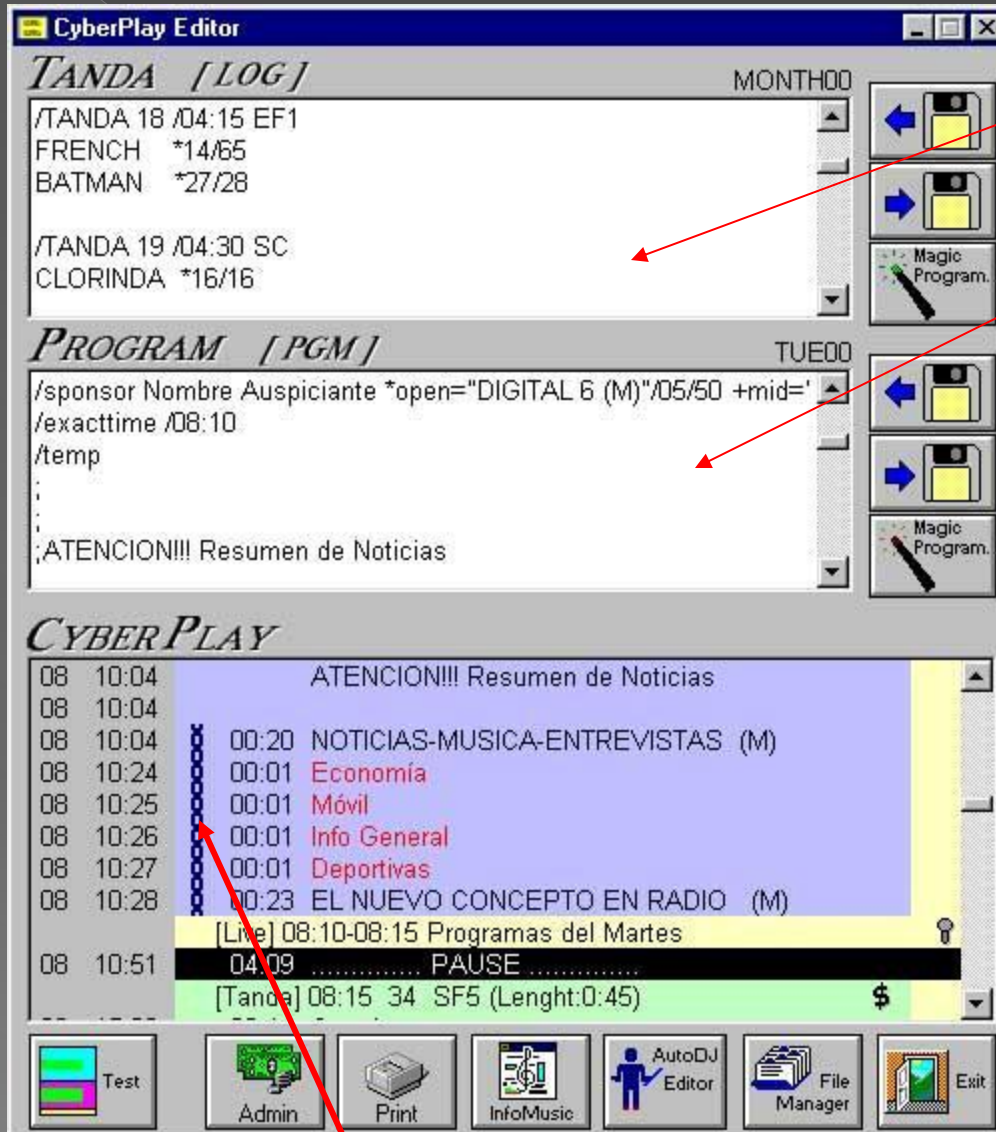 CyberPlay Editor
TANDA [LOG] MONTH00
/TANDA 18 /04:15 EF1
FRENCH *14/65
BATMAN *27/28
/TANDA 19 /04:30 SC
CLORINDA *16/16
Magic
Program.
PROGRAM [PGM] TUE00
/sponsor Nombre Auspiciante *open="DIGITAL 6 (M)"/05/50 +mid='
/exacttime /08:10
/temp
;
;
;ATENCION!!! Resumen de Noticias
Magic
Program.
CYBERPLAY
08 10:04 ATENCION!!! Resumen de Noticias
08 10:04
08 10:04 00:20 NOTICIAS-MUSICA-ENTREVISTAS (M)
08 10:24 00:01 Economía
08 10:25 00:01 Móvil
08 10:26 00:01 Info General
08 10:27 00:01 Deportivas
08 10:28 00:23 EL NUEVO CONCEPTO EN RADIO (M)
[Live] 08:10-08:15 Programas del Martes
08 10:51 04:09 .............. PAUSE ..............
[Tanda] 08:15 34 SF5 (Lenght:0:45) $
Test
Admin
Print
InfoMusic
AutoDJ
Editor
File
Manager
Exit